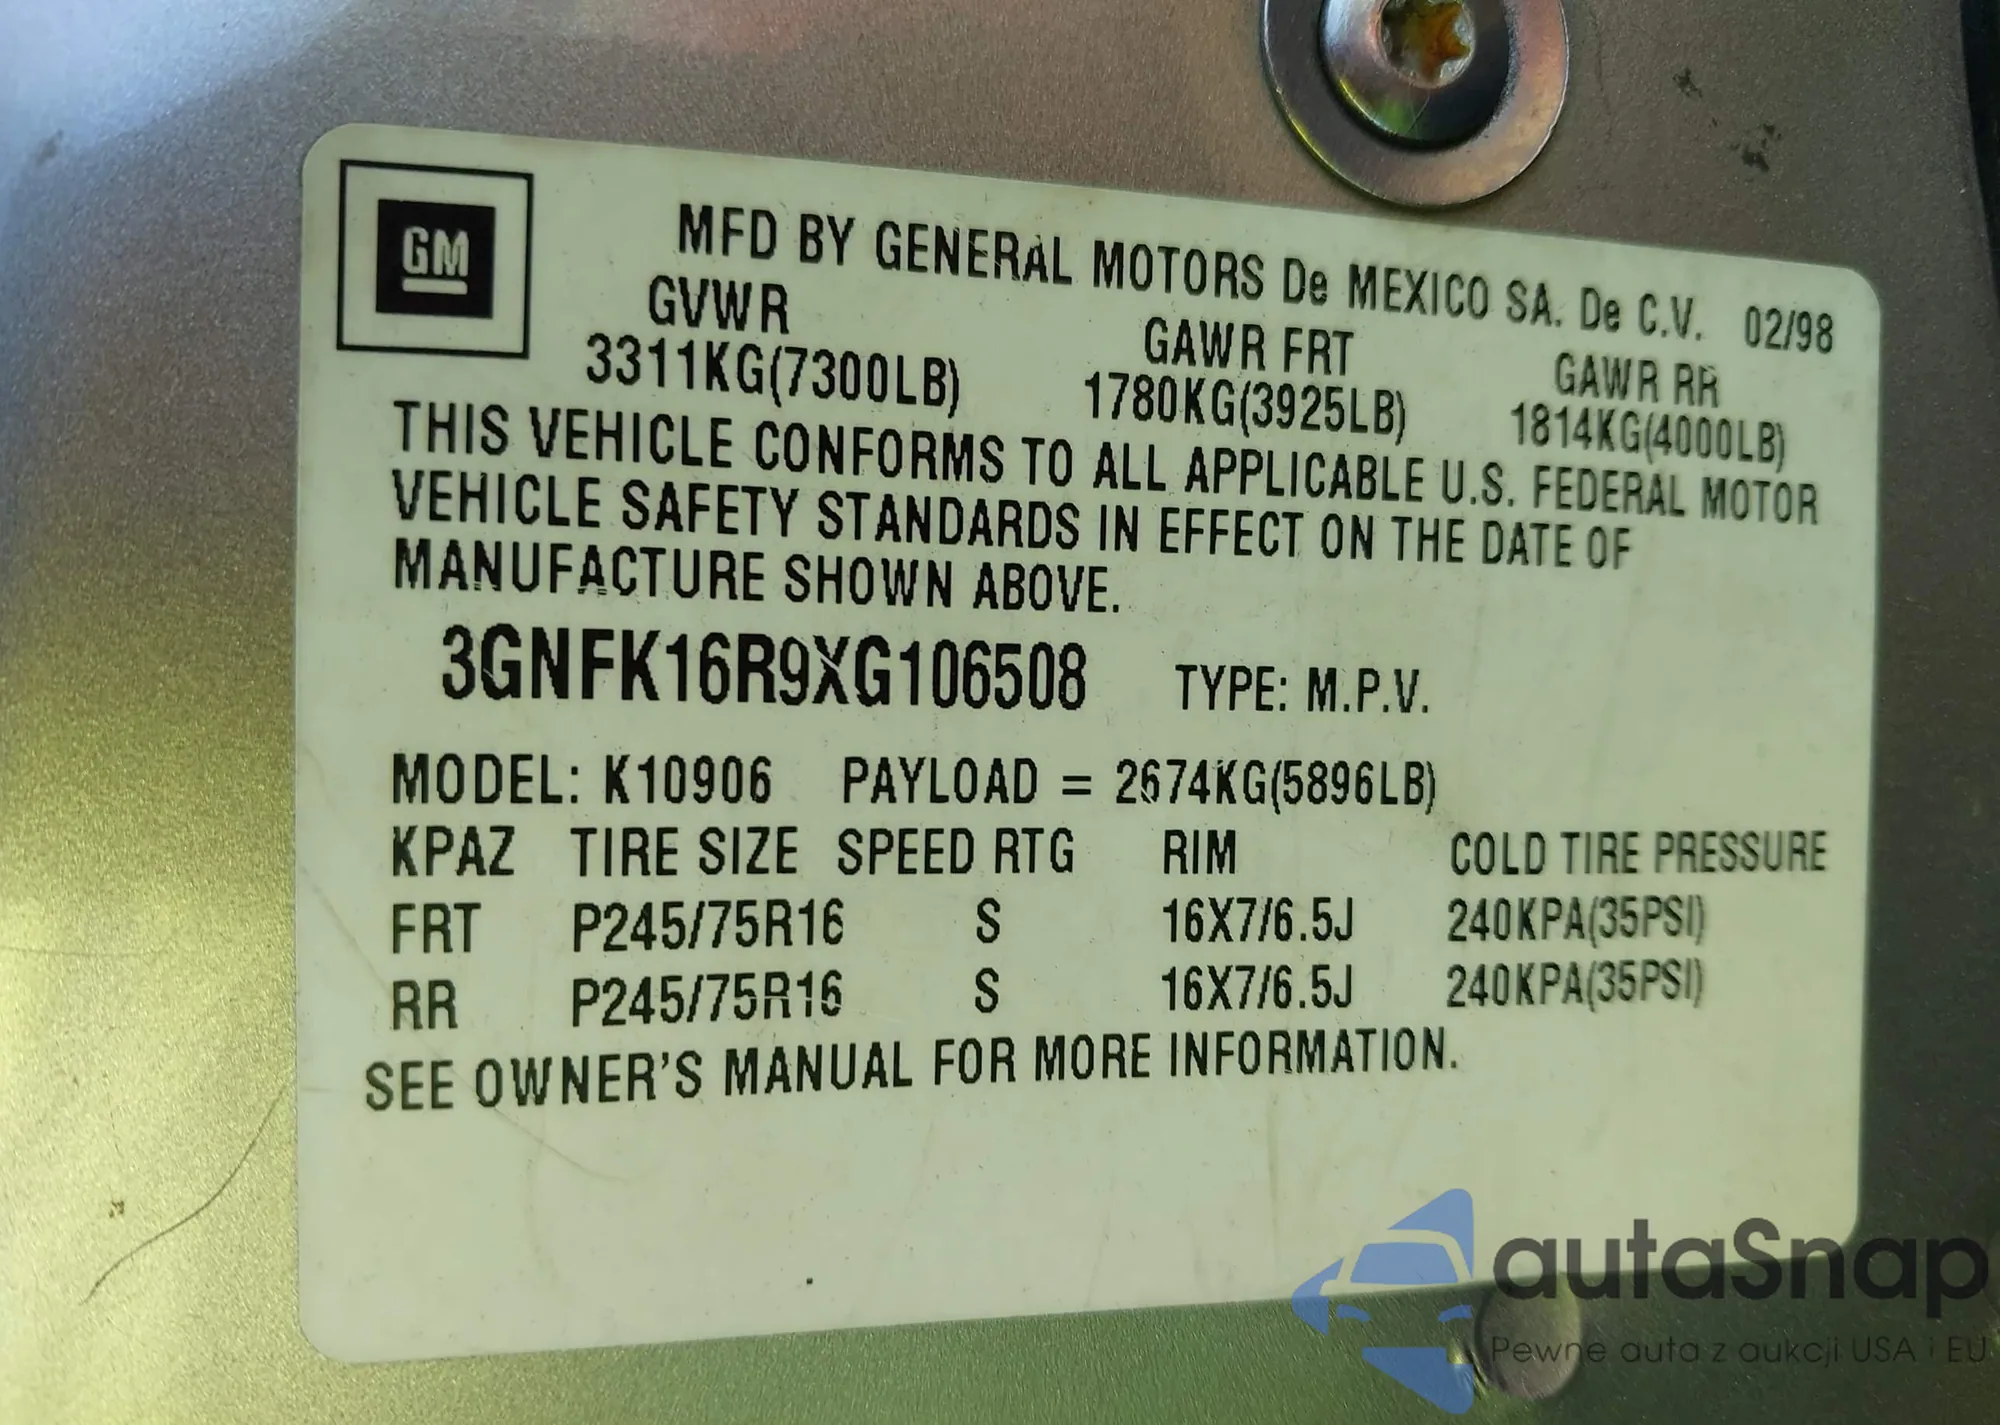 GM
MFD BY GENERAL MOTORS De MEXICO SA. De C.V. 02/98
GVWR GAWR FRT GAWR RR
3311KG(7300LB) 1780KG(3925LB) 1814KG(4000LB)
THIS VEHICLE CONFORMS TO ALL APPLICABLE U.S. FEDERAL MOTOR
VEHICLE SAFETY STANDARDS IN EFFECT ON THE DATE OF
MANUFACTURE SHOWN ABOVE.
3GNFK16R9XG106508 TYPE: M.P.V.
MODEL: K10906 PAYLOAD = 2674KG(5896LB)
KPAZ TIRE SIZE SPEED RTG RIM COLD TIRE PRESSURE
FRT P245/75R16 S 16X7/6.5J 240KPA(35PSI)
RR P245/75R16 S 16X7/6.5J 240KPA(35PSI)
SEE OWNER'S MANUAL FOR MORE INFORMATION.
autaSnap
Pewne auta z aukcji USA i EU